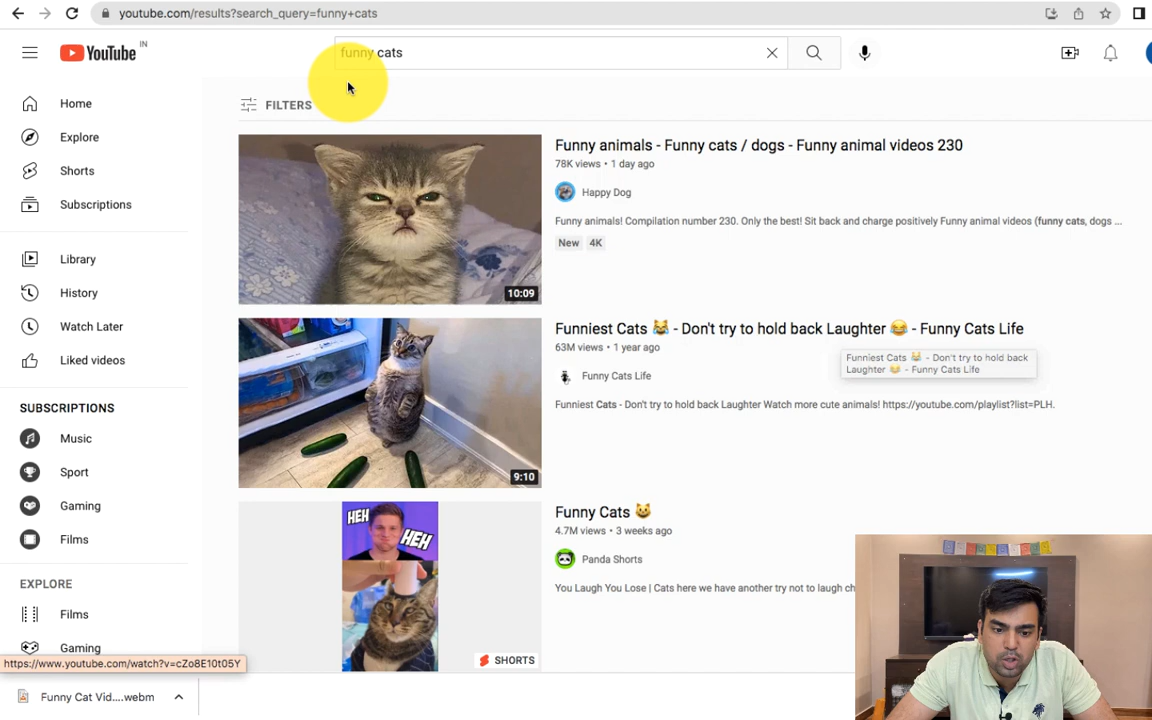 youtube.com/results?search_query=funny+cats
YouTube IN
funny cats
Home
Explore
Shorts
Subscriptions
Library
History
Watch Later
Liked videos
SUBSCRIPTIONS
Music
Sport
Gaming
Films
EXPLORE
Films
Gaming
https://www.youtube.com/watch?v=cZo8E10t05Y
Funny Cat Vid....webm
FILTERS
10:09
Funny animals - Funny cats / dogs - Funny animal videos 230
78K views • 1 day ago
Happy Dog
Funny animals! Compilation number 230. Only the best! Sit back and charge positively Funny animal videos (funny cats, dogs ...
New 4K
9:10
Funniest Cats 😹 - Don't try to hold back Laughter 😂 - Funny Cats Life
63M views • 1 year ago
Funniest Cats 😹 - Don't try to hold back
Laughter 😂 - Funny Cats Life
Funny Cats Life
Funniest Cats - Don't try to hold back Laughter Watch more cute animals! https://youtube.com/playlist?list=PLH.
HEH
HEH
SHORTS
Funny Cats 😺
4.7M views • 3 weeks ago
Panda Shorts
You Laugh You Lose | Cats here we have another try not to laugh ch